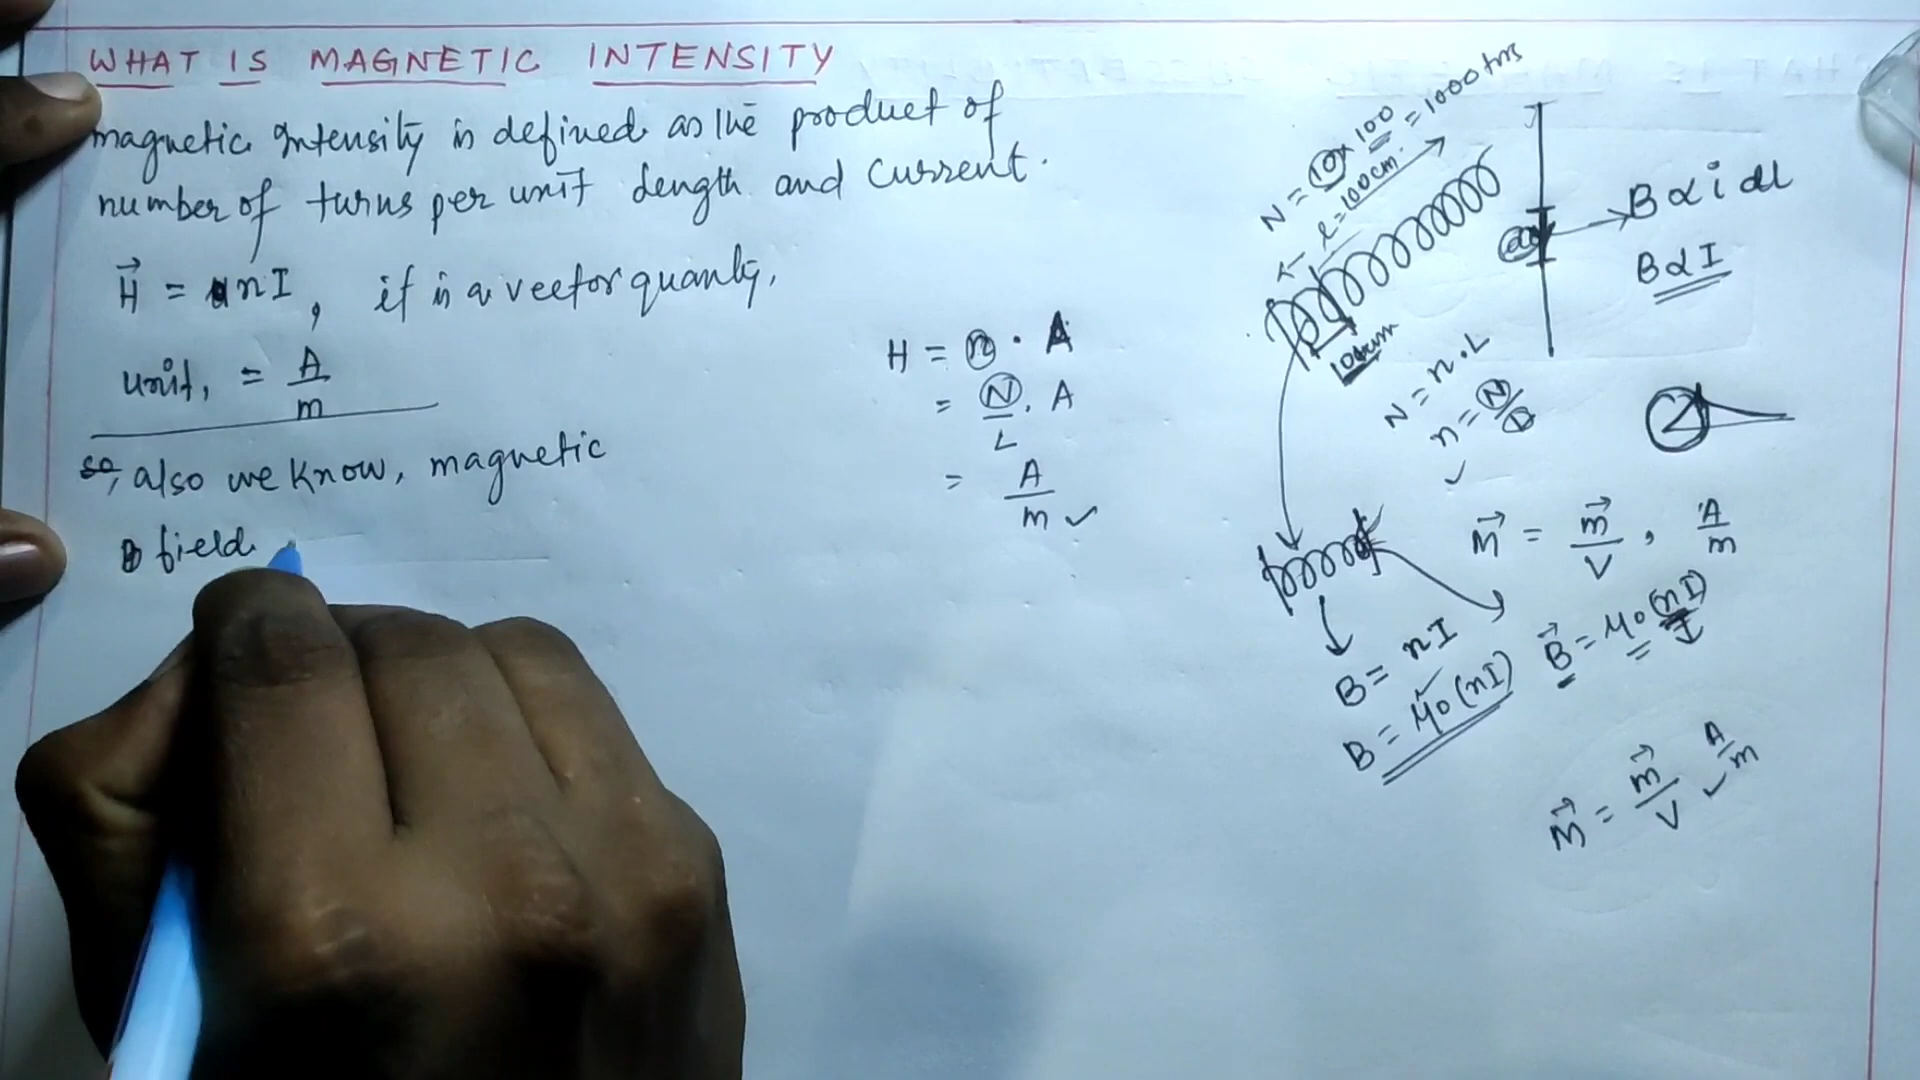 WHAT IS MAGNETIC INTENSITY
magnetic Intensity is defined as the product of
number of turns per unit length and current.
H⃗ = nI, it is a vector quantity,
unit, = A/m
so, also we know, magnetic
field
H = n · A
= N/L · A
= A/m ✓
N = 10 × 100 = 1000 trns
l = 100cm
B α i dl
B α I
N = n · L
n = N/L
✓
M⃗ = m⃗/V, A/m
B = nI
B = μ0 (nI)
B⃗ = μ0 (nI)
M⃗ = m⃗/V A/m ✓